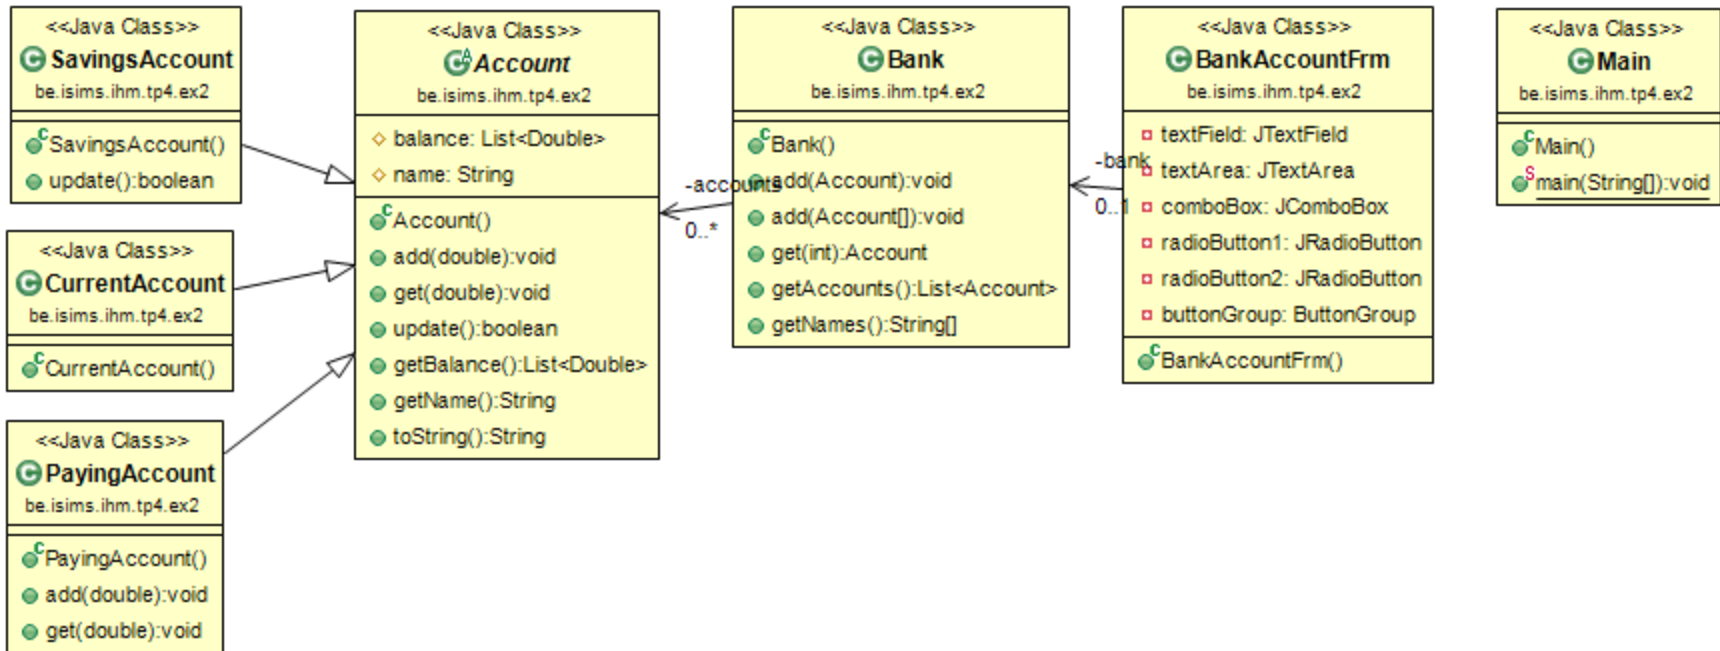 <<Java Class>>
SavingsAccount
be.isims.ihm.tp4.ex2
SavingsAccount()
update():boolean
<<Java Class>>
CurrentAccount
be.isims.ihm.tp4.ex2
CurrentAccount()
<<Java Class>>
PayingAccount
be.isims.ihm.tp4.ex2
PayingAccount()
add(double):void
get(double):void
<<Java Class>>
Account
be.isims.ihm.tp4.ex2
balance: List<Double>
name: String
Account()
add(double):void
get(double):void
update():boolean
getBalance():List<Double>
getName():String
toString():String
-accounts
0..*
<<Java Class>>
Bank
be.isims.ihm.tp4.ex2
Bank()
add(Account):void
add(Account[]):void
get(int):Account
getAccounts():List<Account>
getNames():String[]
-bank
0..1
<<Java Class>>
BankAccountFrm
be.isims.ihm.tp4.ex2
textField: JTextField
textArea: JTextArea
comboBox: JComboBox
radioButton1: JRadioButton
radioButton2: JRadioButton
buttonGroup: ButtonGroup
BankAccountFrm()
<<Java Class>>
Main
be.isims.ihm.tp4.ex2
Main()
main(String[]):void